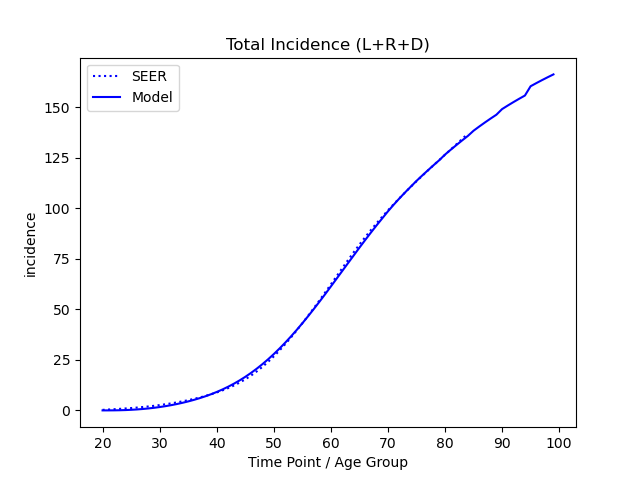 Total Incidence (L+R+D)
SEER
Model
150
125
100
75
50
25
0
incidence
20 30 40 50 60 70 80 90 100
Time Point / Age Group